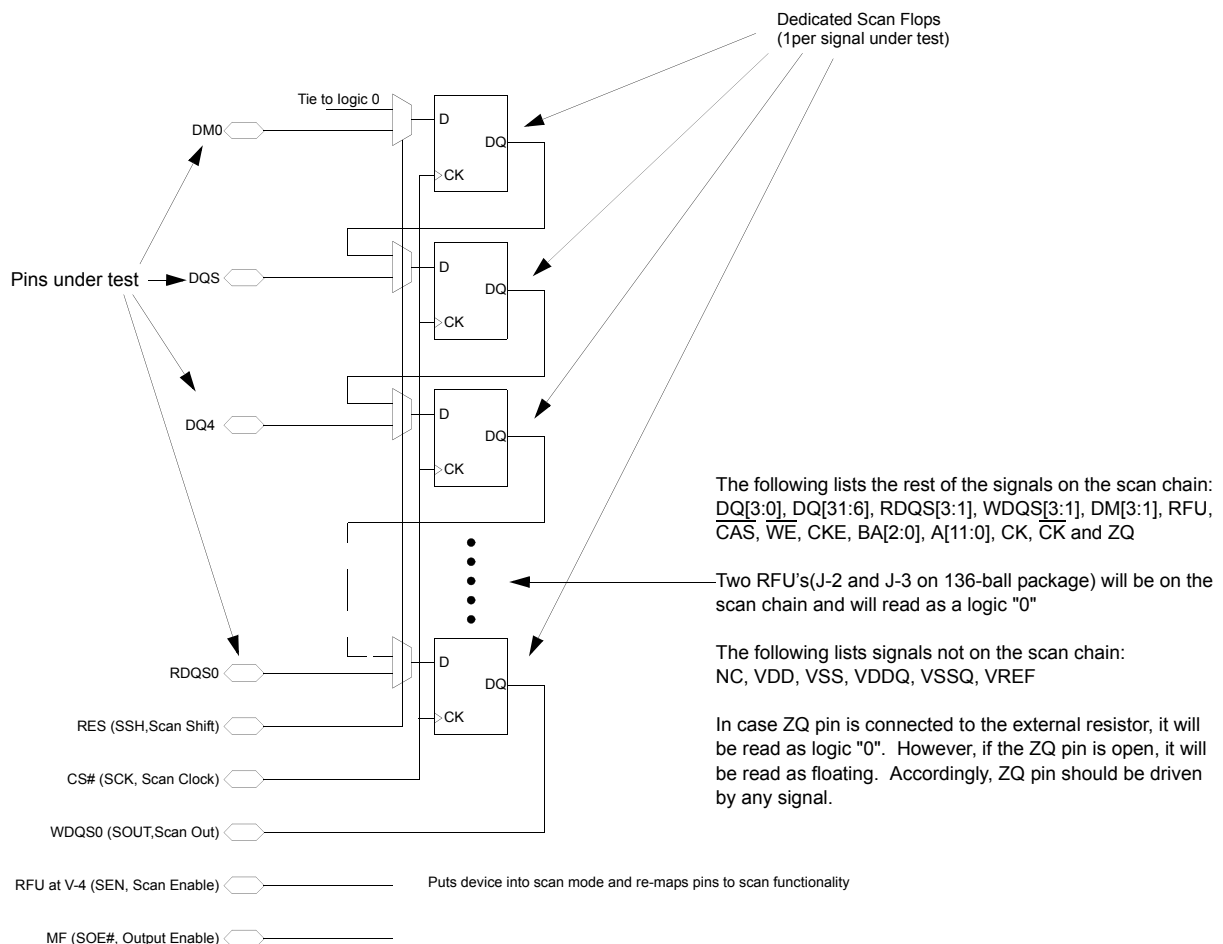 Dedicated Scan Flops
(1per signal under test)
Tie to logic 0
D
DM0
DQ
CK
D
Pins under test
DQS
DQ
CK
D
DQ4
DQ
CK
The following lists the rest of the signals on the scan chain:
DQ[3:0], DQ[31:6], RDQS[3:1], WDQS[3:1], DM[3:1], RFU,
CAS, WE, CKE, BA[2:0], A[11:0], CK, CK and ZQ
Two RFU's(J-2 and J-3 on 136-ball package) will be on the
scan chain and will read as a logic "0"
The following lists signals not on the scan chain:
NC, VDD, VSS, VDDQ, VSSQ, VREF
In case ZQ pin is connected to the external resistor, it will
be read as logic "0". However, if the ZQ pin is open, it will
be read as floating. Accordingly, ZQ pin should be driven
by any signal.
D
RDQS0
DQ
CK
RES (SSH,Scan Shift)
CS# (SCK, Scan Clock)
WDQS0 (SOUT,Scan Out)
RFU at V-4 (SEN, Scan Enable)
Puts device into scan mode and re-maps pins to scan functionality
MF (SOE#, Output Enable)